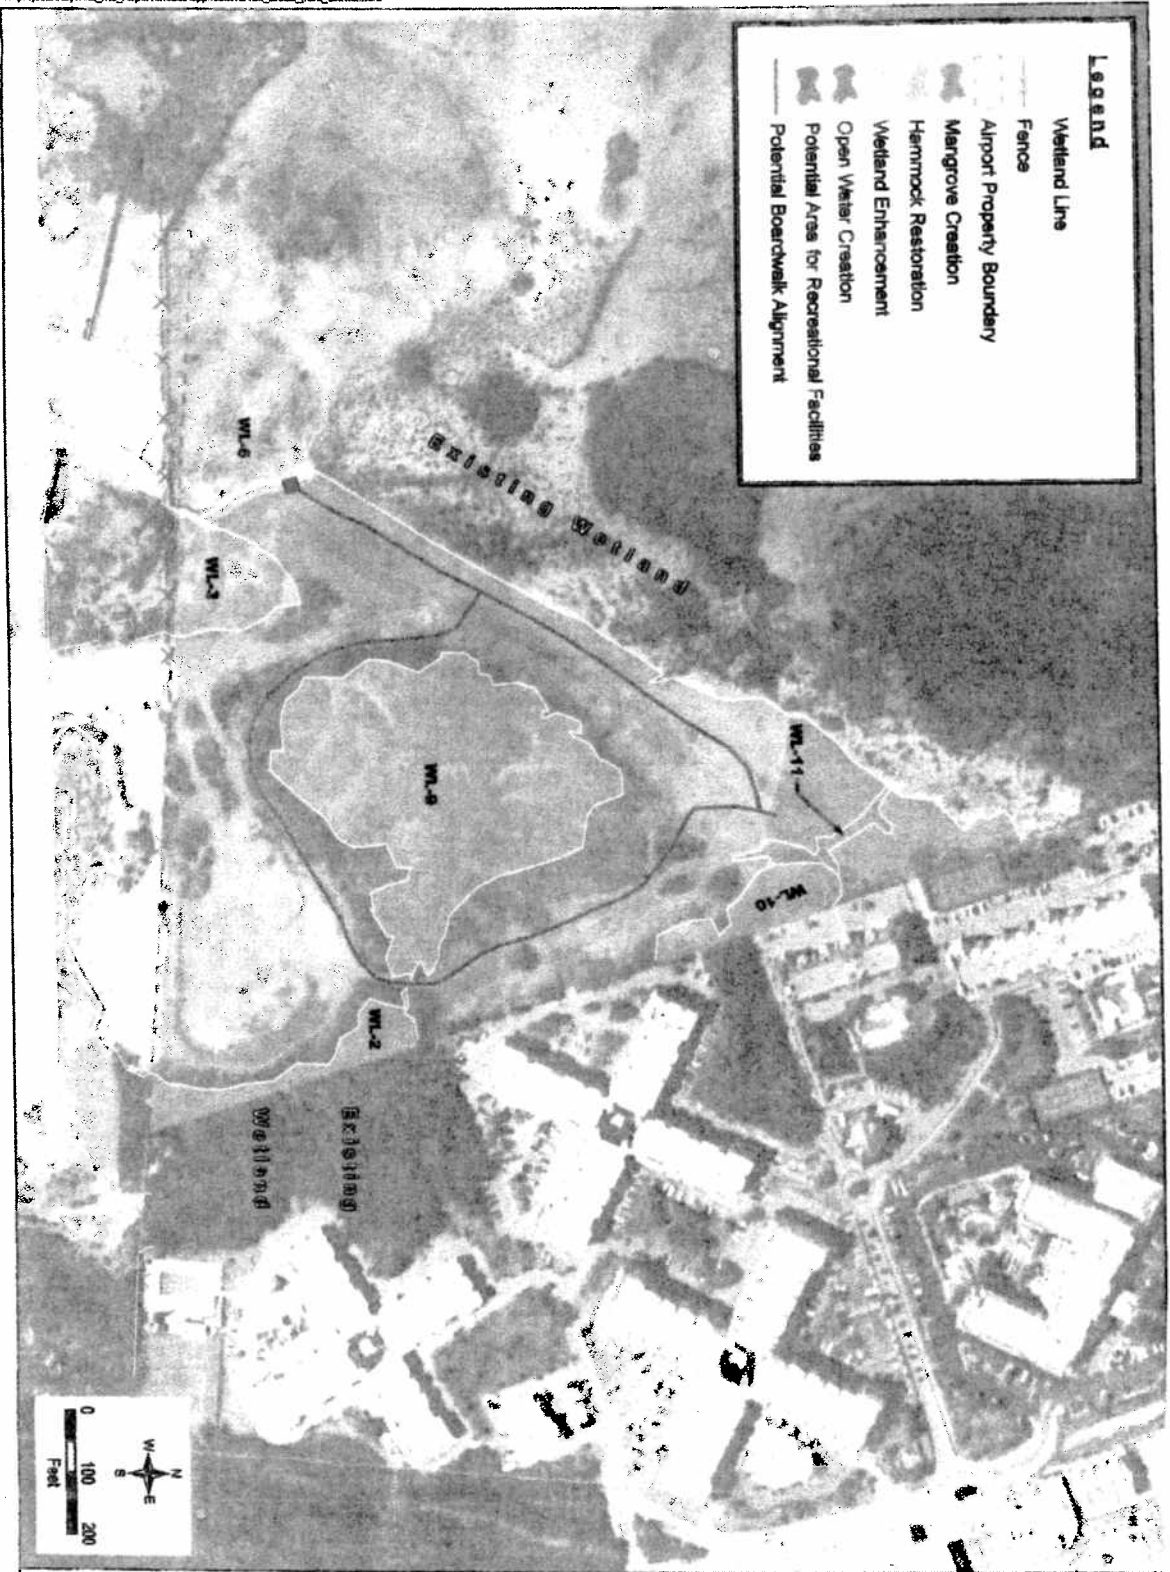 Legend
Wetland Line
Fence
Airport Property Boundary
Mangrove Creation
Hammock Restoration
Wetland Enhancement
Open Water Creation
Potential Area for Recreational Facilities
Potential Boardwalk Alignment
Existing Wetland
WL-6
WL-3
WL-11
WL-9
WL-10
WL-2
Existing
Wetland
N
W
E
S
0 100 200
Feet